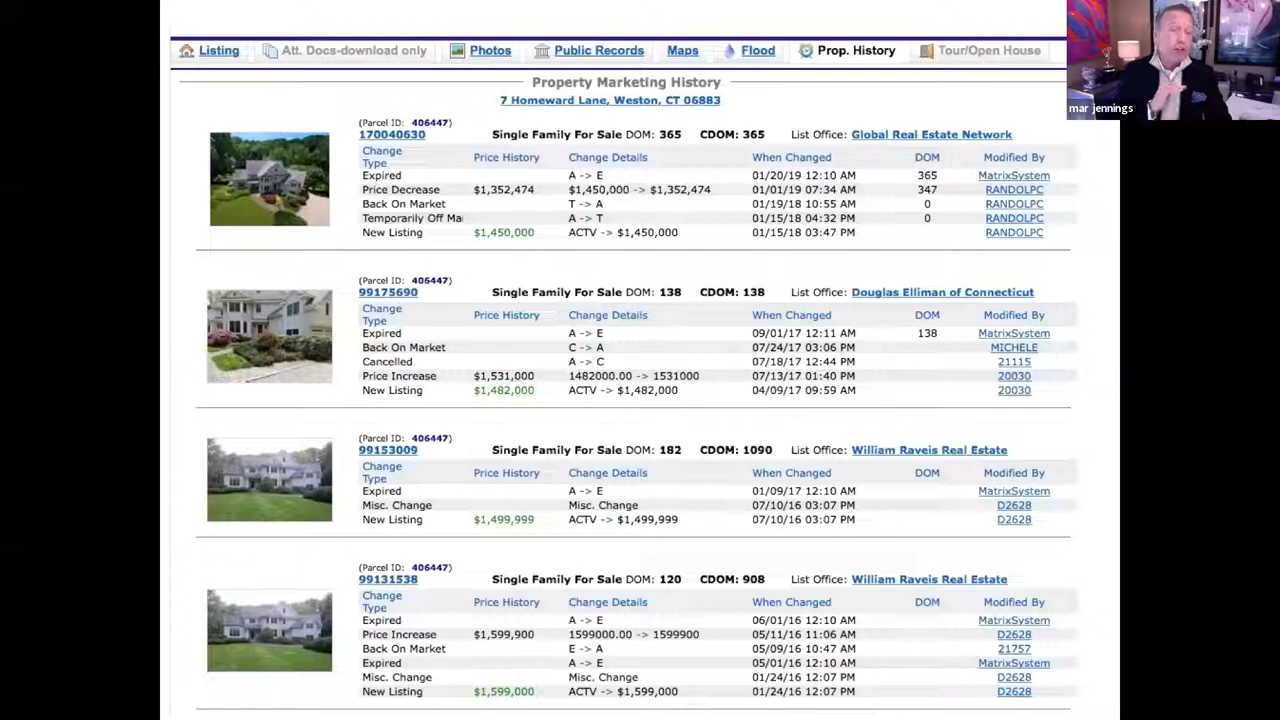 Listing Att. Docs-download only Photos Public Records Maps Flood Prop. History Tour/Open House
mar jennings
Property Marketing History
7 Homeward Lane, Weston, CT 06883
(Parcel ID: 406447)
170040630 Single Family For Sale DOM: 365 CDOM: 365 List Office: Global Real Estate Network
Change Type Price History Change Details When Changed DOM Modified By
Expired A -> E 01/20/19 12:10 AM 365 MatrixSystem
Price Decrease $1,352,474 $1,450,000 -> $1,352,474 01/01/19 07:34 AM 347 RANDOLPC
Back On Market T -> A 01/19/18 10:55 AM 0 RANDOLPC
Temporarily Off Ma A -> T 01/15/18 04:32 PM 0 RANDOLPC
New Listing $1,450,000 ACTV -> $1,450,000 01/15/18 03:47 PM RANDOLPC
(Parcel ID: 406447)
99175690 Single Family For Sale DOM: 138 CDOM: 138 List Office: Douglas Elliman of Connecticut
Change Type Price History Change Details When Changed DOM Modified By
Expired A -> E 09/01/17 12:11 AM 138 MatrixSystem
Back On Market C -> A 07/24/17 03:06 PM MICHELE
Cancelled A -> C 07/18/17 12:44 PM 21115
Price Increase $1,531,000 1482000.00 -> 1531000 07/13/17 01:40 PM 20030
New Listing $1,482,000 ACTV -> $1,482,000 04/09/17 09:59 AM 20030
(Parcel ID: 406447)
99153009 Single Family For Sale DOM: 182 CDOM: 1090 List Office: William Raveis Real Estate
Change Type Price History Change Details When Changed DOM Modified By
Expired A -> E 01/09/17 12:10 AM MatrixSystem
Misc. Change Misc. Change 07/10/16 03:07 PM D2628
New Listing $1,499,999 ACTV -> $1,499,999 07/10/16 03:07 PM D2628
(Parcel ID: 406447)
99131538 Single Family For Sale DOM: 120 CDOM: 908 List Office: William Raveis Real Estate
Change Type Price History Change Details When Changed DOM Modified By
Expired A -> E 06/01/16 12:10 AM MatrixSystem
Price Increase $1,599,900 1599000.00 -> 1599900 05/11/16 11:06 AM D2628
Back On Market E -> A 05/09/16 10:47 AM 21757
Expired A -> E 05/01/16 12:10 AM MatrixSystem
Misc. Change Misc. Change 01/24/16 12:07 PM D2628
New Listing $1,599,000 ACTV -> $1,599,000 01/24/16 12:07 PM D2628